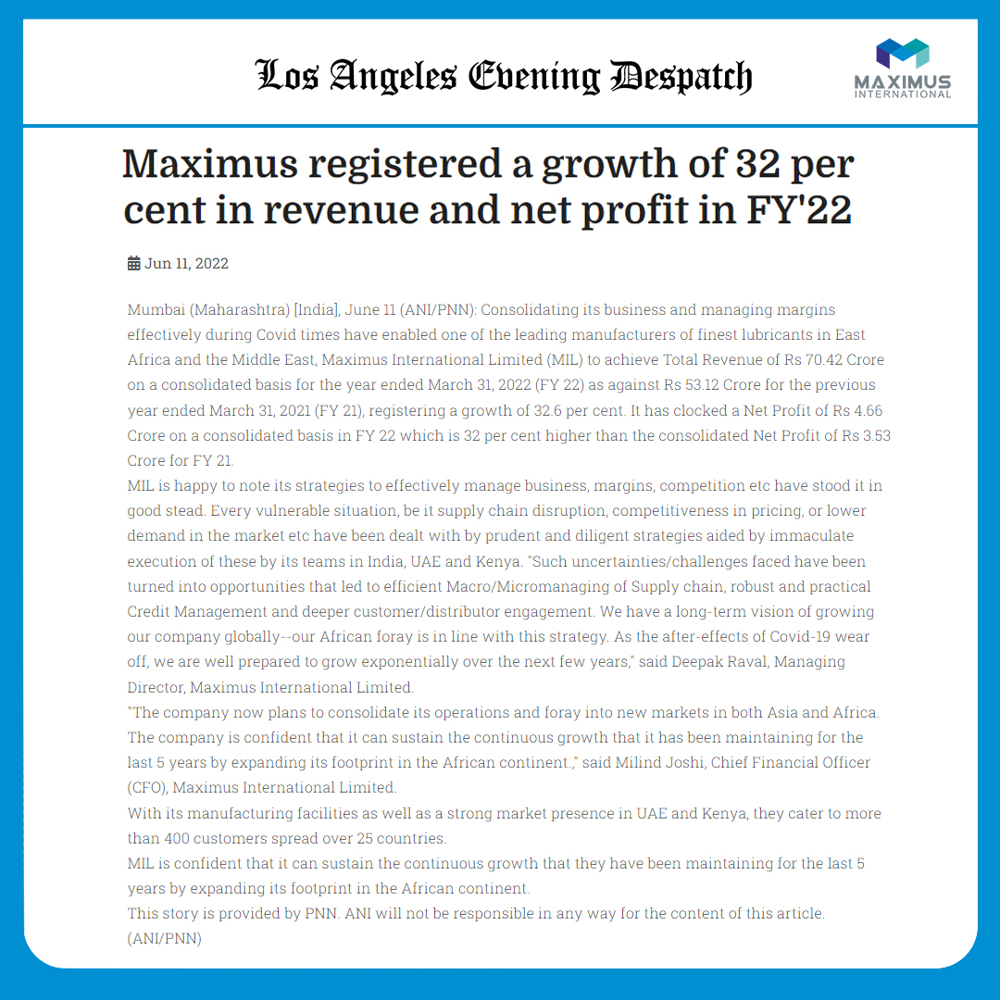 Los Angeles Evening Despatch
MAXIMUS
INTERNATIONAL
Maximus registered a growth of 32 per
cent in revenue and net profit in FY'22
Jun 11, 2022
Mumbai (Maharashtra) [India], June 11 (ANI/PNN): Consolidating its business and managing margins
effectively during Covid times have enabled one of the leading manufacturers of finest lubricants in East
Africa and the Middle East, Maximus International Limited (MIL) to achieve Total Revenue of Rs 70.42 Crore
on a consolidated basis for the year ended March 31, 2022 (FY 22) as against Rs 53.12 Crore for the previous
year ended March 31, 2021 (FY 21), registering a growth of 32.6 per cent. It has clocked a Net Profit of Rs 4.66
Crore on a consolidated basis in FY 22 which is 32 per cent higher than the consolidated Net Profit of Rs 3.53
Crore for FY 21.
MIL is happy to note its strategies to effectively manage business, margins, competition etc have stood it in
good stead. Every vulnerable situation, be it supply chain disruption, competitiveness in pricing, or lower
demand in the market etc have been dealt with by prudent and diligent strategies aided by immaculate
execution of these by its teams in India, UAE and Kenya. "Such uncertainties/challenges faced have been
turned into opportunities that led to efficient Macro/Micromanaging of Supply chain, robust and practical
Credit Management and deeper customer/distributor engagement. We have a long-term vision of growing
our company globally--our African foray is in line with this strategy. As the after-effects of Covid-19 wear
off, we are well prepared to grow exponentially over the next few years," said Deepak Raval, Managing
Director, Maximus International Limited.
"The company now plans to consolidate its operations and foray into new markets in both Asia and Africa.
The company is confident that it can sustain the continuous growth that it has been maintaining for the
last 5 years by expanding its footprint in the African continent.," said Milind Joshi, Chief Financial Officer
(CFO), Maximus International Limited.
With its manufacturing facilities as well as a strong market presence in UAE and Kenya, they cater to more
than 400 customers spread over 25 countries.
MIL is confident that it can sustain the continuous growth that they have been maintaining for the last 5
years by expanding its footprint in the African continent.
This story is provided by PNN. ANI will not be responsible in any way for the content of this article.
(ANI/PNN)